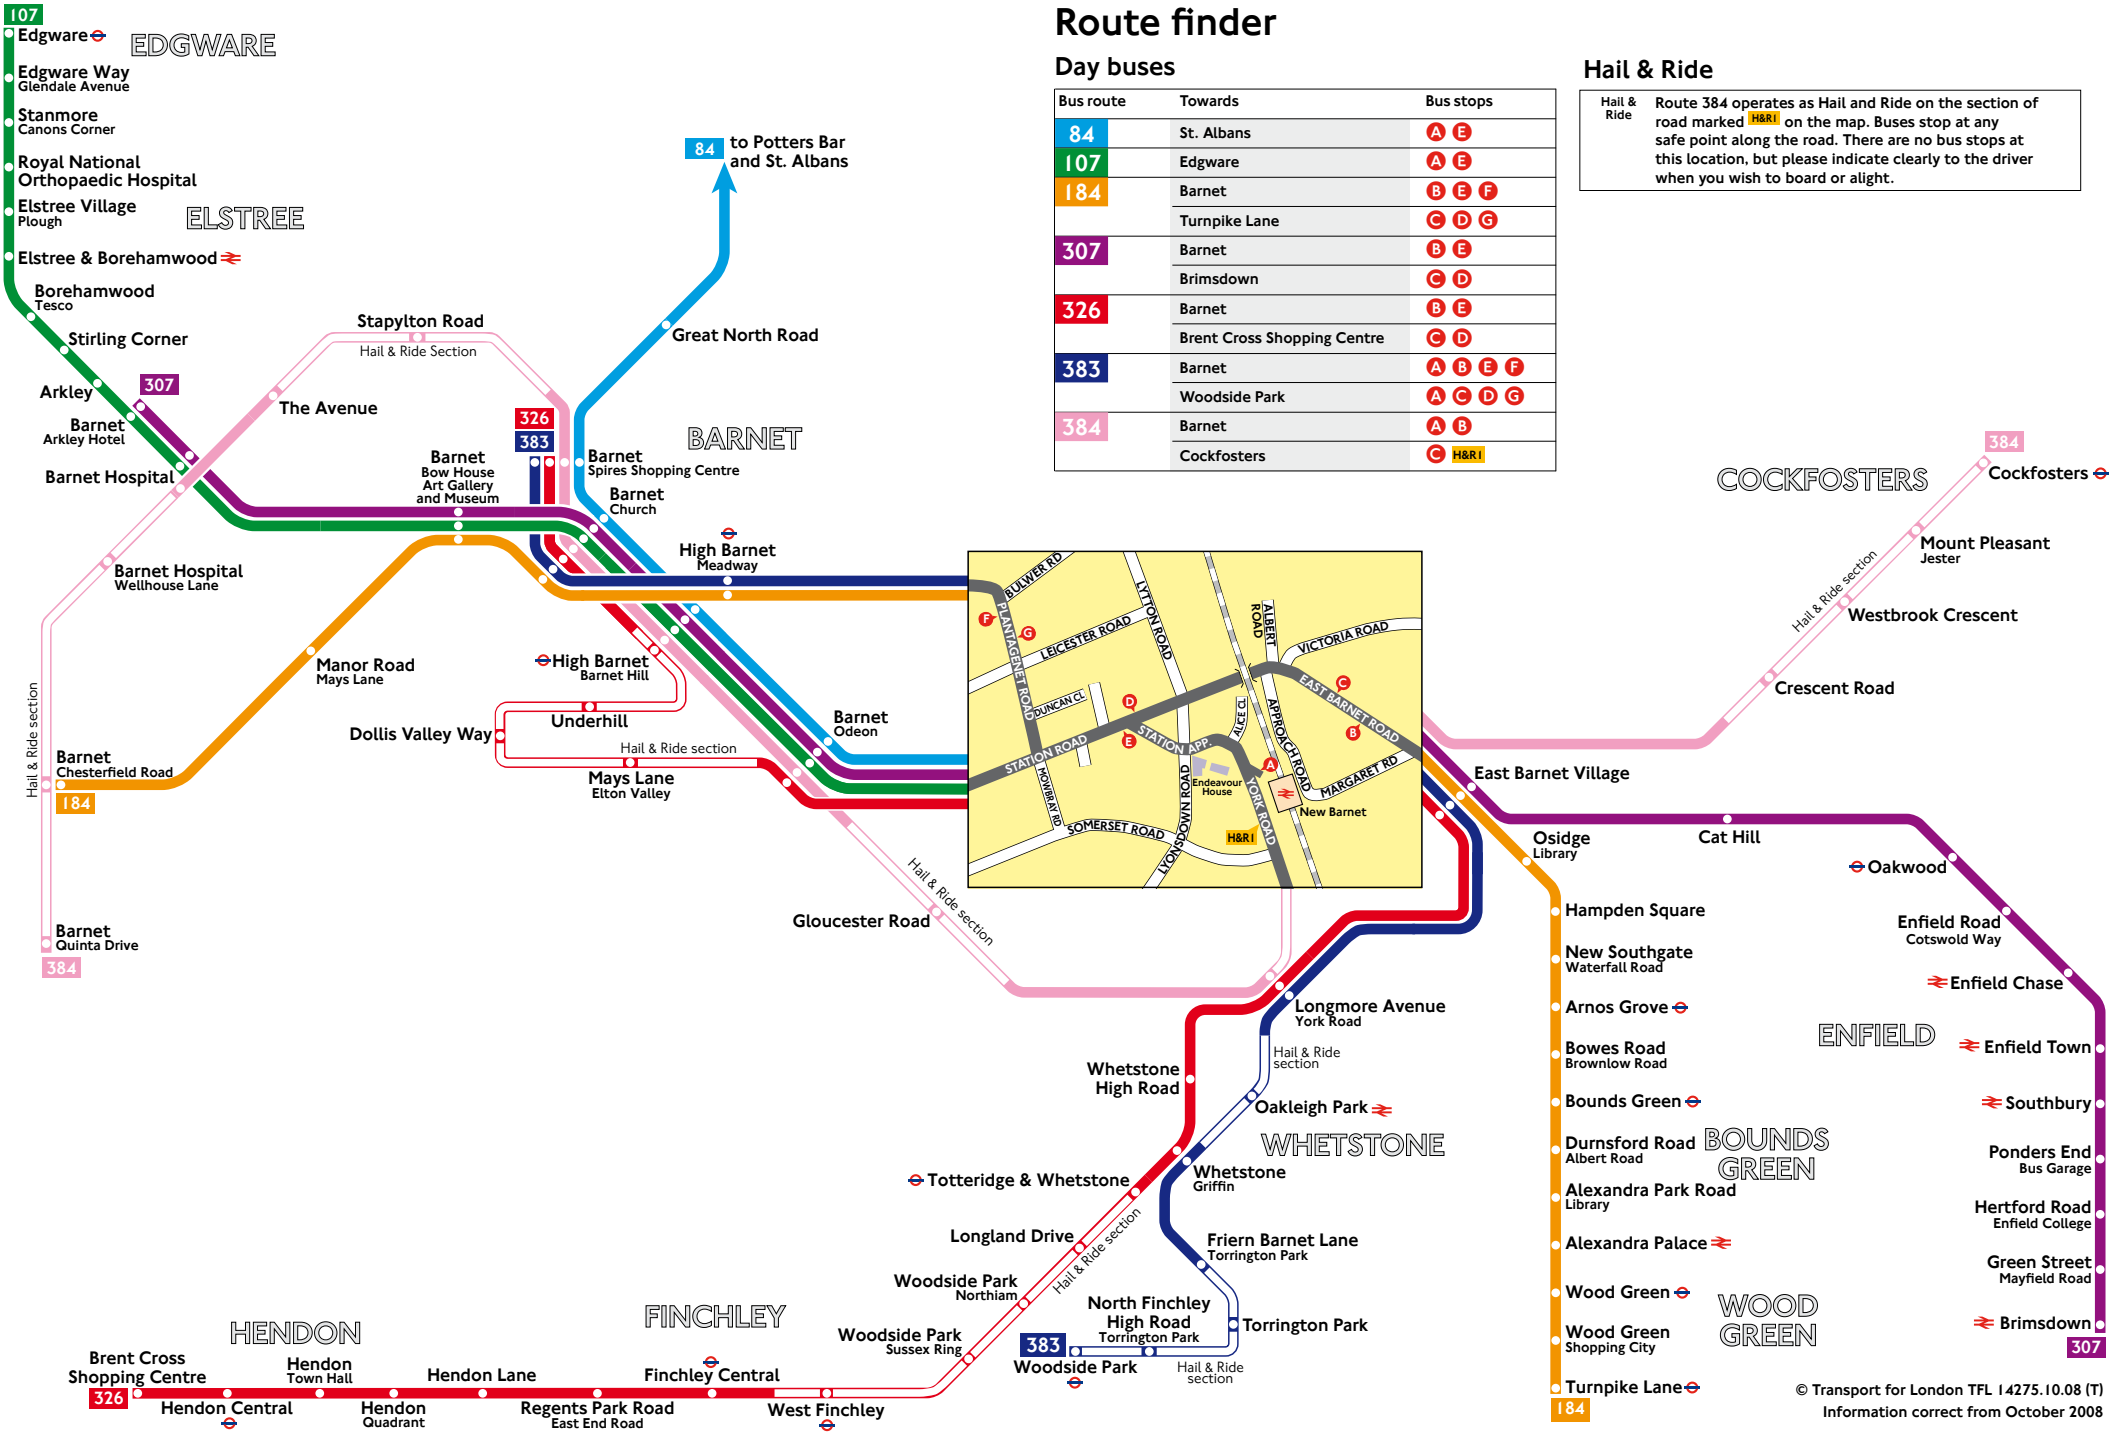 107
Edgware
EDGWARE
Edgware Way
Glendale Avenue
Stanmore
Canons Corner
Royal National
Orthopaedic Hospital
Elstree Village
Plough
ELSTREE
Elstree & Borehamwood
Borehamwood
Tesco
Stirling Corner
Arkley
307
Barnet
Arkley Hotel
Barnet Hospital
Stapylton Road
Hail & Ride Section
The Avenue
84
to Potters Bar
and St. Albans
Great North Road
326
383
BARNET
Barnet
Bow House
Art Gallery
and Museum
Barnet
Spires Shopping Centre
Barnet
Church
High Barnet
Meadway
Barnet Hospital
Wellhouse Lane
Manor Road
Mays Lane
Hail & Ride section
Barnet
Chesterfield Road
184
Barnet
Quinta Drive
384
High Barnet
Barnet Hill
Underhill
Dollis Valley Way
Hail & Ride section
Mays Lane
Elton Valley
Barnet
Odeon
Gloucester Road
Hail & Ride section
Route finder
Day buses
Bus route Towards Bus stops
84 St. Albans A E
107 Edgware A E
184 Barnet B E F
Turnpike Lane C D G
307 Barnet B E
Brimsdown C D
326 Barnet B E
Brent Cross Shopping Centre C D
383 Barnet A B E F
Woodside Park A C D G
384 Barnet A B
Cockfosters C H&R1
Hail & Ride
Hail &
Ride
Route 384 operates as Hail and Ride on the section of
road marked H&R1 on the map. Buses stop at any
safe point along the road. There are no bus stops at
this location, but please indicate clearly to the driver
when you wish to board or alight.
BULWER RD
PLANTAGENET ROAD
F
G
LEICESTER ROAD
LYTTON ROAD
ALBERT
ROAD
VICTORIA ROAD
DUNCAN CL
D
E
C
B
A
EAST BARNET ROAD
STATION ROAD
STATION APP.
ALICE CL
APPROACH ROAD
MARGARET RD
MOWBRAY RD
SOMERSET ROAD
LYONSDOWN ROAD
Endeavour
House
YORK ROAD
H&R1
New Barnet
384
COCKFOSTERS
Cockfosters
Mount Pleasant
Jester
Hail & Ride section
Westbrook Crescent
Crescent Road
East Barnet Village
Cat Hill
Osidge
Library
Oakwood
Hampden Square
Enfield Road
Cotswold Way
New Southgate
Waterfall Road
Enfield Chase
Arnos Grove
ENFIELD
Enfield Town
Bowes Road
Brownlow Road
Bounds Green
Southbury
Durnsford Road
Albert Road
BOUNDS
GREEN
Ponders End
Bus Garage
Alexandra Park Road
Library
Hertford Road
Enfield College
Alexandra Palace
Green Street
Mayfield Road
Wood Green
WOOD
GREEN
Wood Green
Shopping City
Brimsdown
307
Turnpike Lane
184
Longmore Avenue
York Road
Hail & Ride
section
Whetstone
High Road
Oakleigh Park
WHETSTONE
Whetstone
Griffin
Totteridge & Whetstone
Longland Drive
Hail & Ride section
Friern Barnet Lane
Torrington Park
Woodside Park
Northiam
North Finchley
High Road
Torrington Park
Torrington Park
383
Woodside Park
Hail & Ride
section
Woodside Park
Sussex Ring
FINCHLEY
HENDON
Brent Cross
Shopping Centre
326
Hendon Central
Hendon
Town Hall
Hendon
Quadrant
Hendon Lane
Regents Park Road
East End Road
Finchley Central
West Finchley
© Transport for London TFL 14275.10.08 (T)
Information correct from October 2008